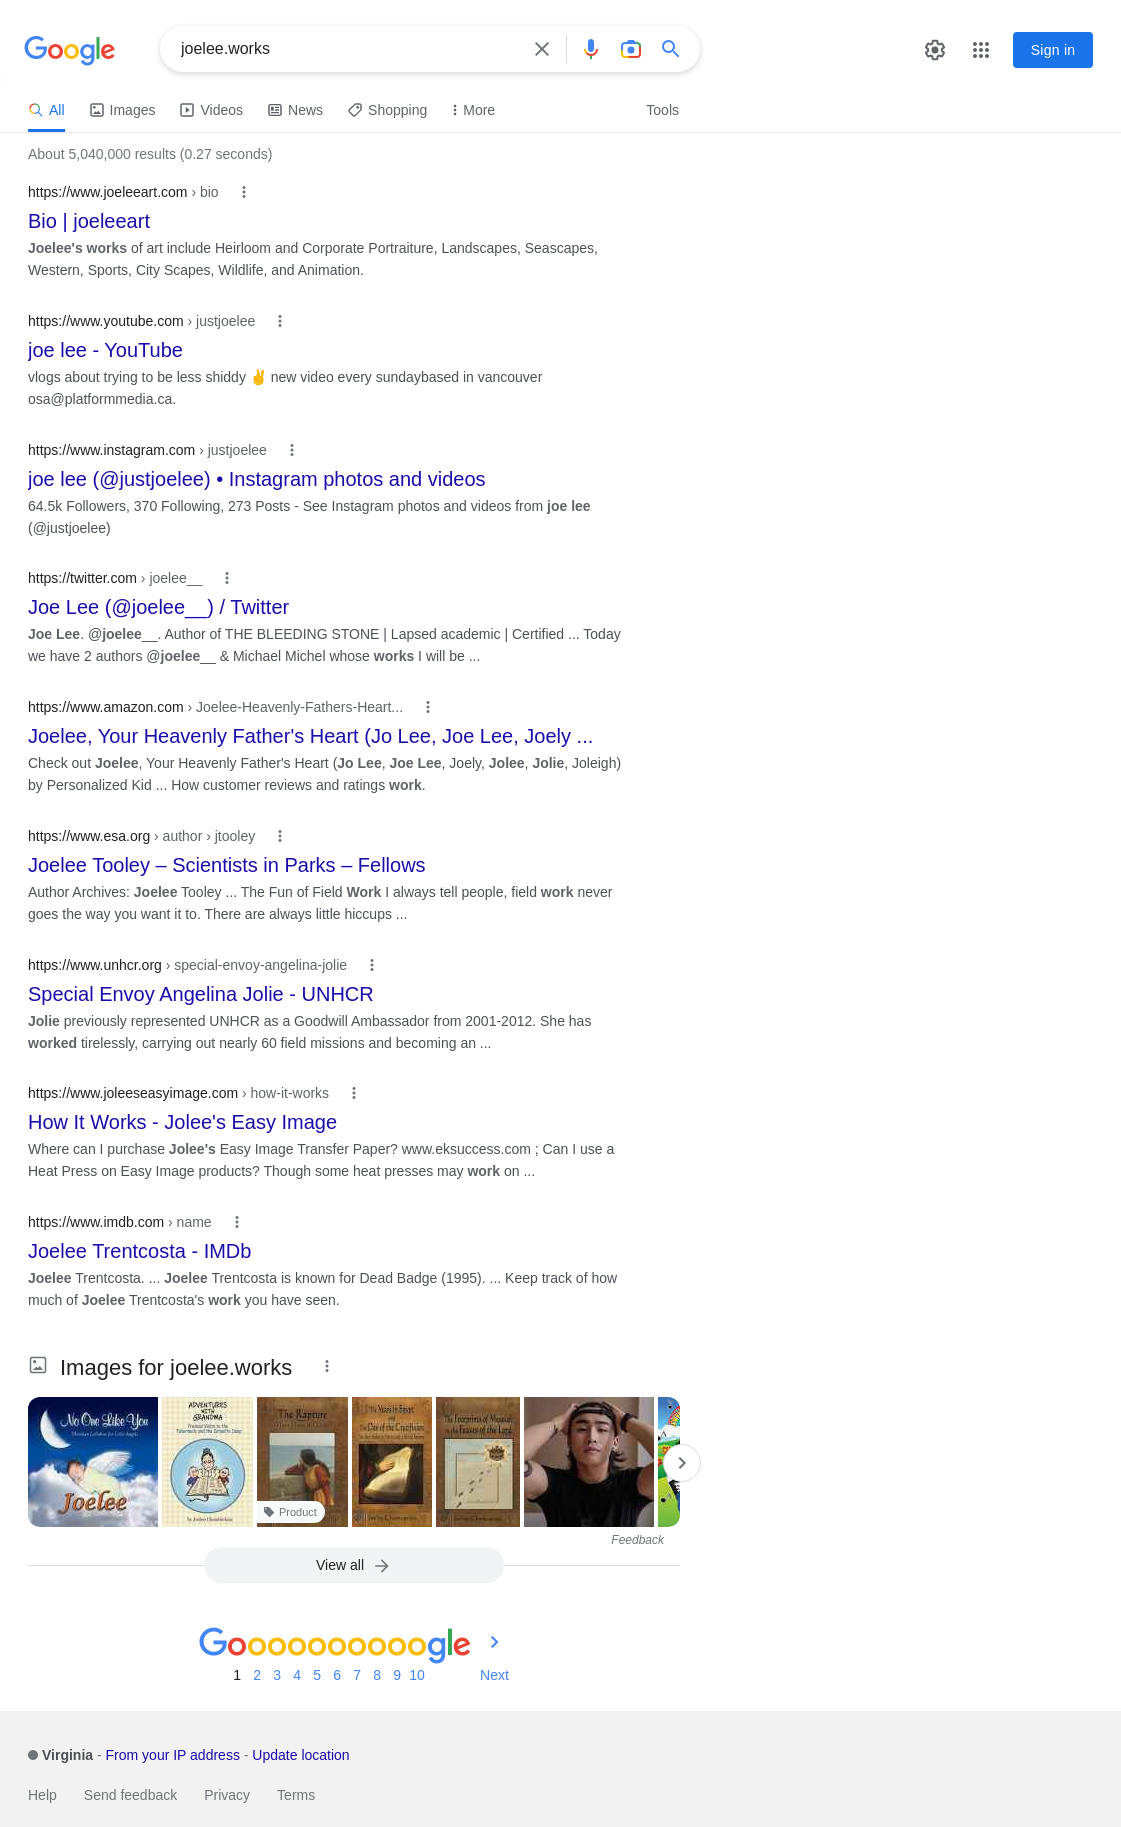 Google
joelee.works
Sign in
All
Images
Videos
News
Shopping
More
Tools
About 5,040,000 results (0.27 seconds)
https://www.joeleeart.com › bio
Bio | joeleeart
Joelee's works of art include Heirloom and Corporate Portraiture, Landscapes, Seascapes,
Western, Sports, City Scapes, Wildlife, and Animation.
https://www.youtube.com › justjoelee
joe lee - YouTube
vlogs about trying to be less shiddy ✌️ new video every sundaybased in vancouver
osa@platformmedia.ca.
https://www.instagram.com › justjoelee
joe lee (@justjoelee) • Instagram photos and videos
64.5k Followers, 370 Following, 273 Posts - See Instagram photos and videos from joe lee
(@justjoelee)
https://twitter.com › joelee__
Joe Lee (@joelee__) / Twitter
Joe Lee. @joelee__. Author of THE BLEEDING STONE | Lapsed academic | Certified ... Today
we have 2 authors @joelee__ & Michael Michel whose works I will be ...
https://www.amazon.com › Joelee-Heavenly-Fathers-Heart...
Joelee, Your Heavenly Father's Heart (Jo Lee, Joe Lee, Joely ...
Check out Joelee, Your Heavenly Father's Heart (Jo Lee, Joe Lee, Joely, Jolee, Jolie, Joleigh)
by Personalized Kid ... How customer reviews and ratings work.
https://www.esa.org › author › jtooley
Joelee Tooley – Scientists in Parks – Fellows
Author Archives: Joelee Tooley ... The Fun of Field Work I always tell people, field work never
goes the way you want it to. There are always little hiccups ...
https://www.unhcr.org › special-envoy-angelina-jolie
Special Envoy Angelina Jolie - UNHCR
Jolie previously represented UNHCR as a Goodwill Ambassador from 2001-2012. She has
worked tirelessly, carrying out nearly 60 field missions and becoming an ...
https://www.joleeseasyimage.com › how-it-works
How It Works - Jolee's Easy Image
Where can I purchase Jolee's Easy Image Transfer Paper? www.eksuccess.com ; Can I use a
Heat Press on Easy Image products? Though some heat presses may work on ...
https://www.imdb.com › name
Joelee Trentcosta - IMDb
Joelee Trentcosta. ... Joelee Trentcosta is known for Dead Badge (1995). ... Keep track of how
much of Joelee Trentcosta's work you have seen.
Images for joelee.works
No One Like You
Joelee
ADVENTURES
WITH
GRANDMA
The Rapture
Product
Feedback
View all
Goooooooooogle
1 2 3 4 5 6 7 8 9 10 Next
Virginia - From your IP address - Update location
Help
Send feedback
Privacy
Terms